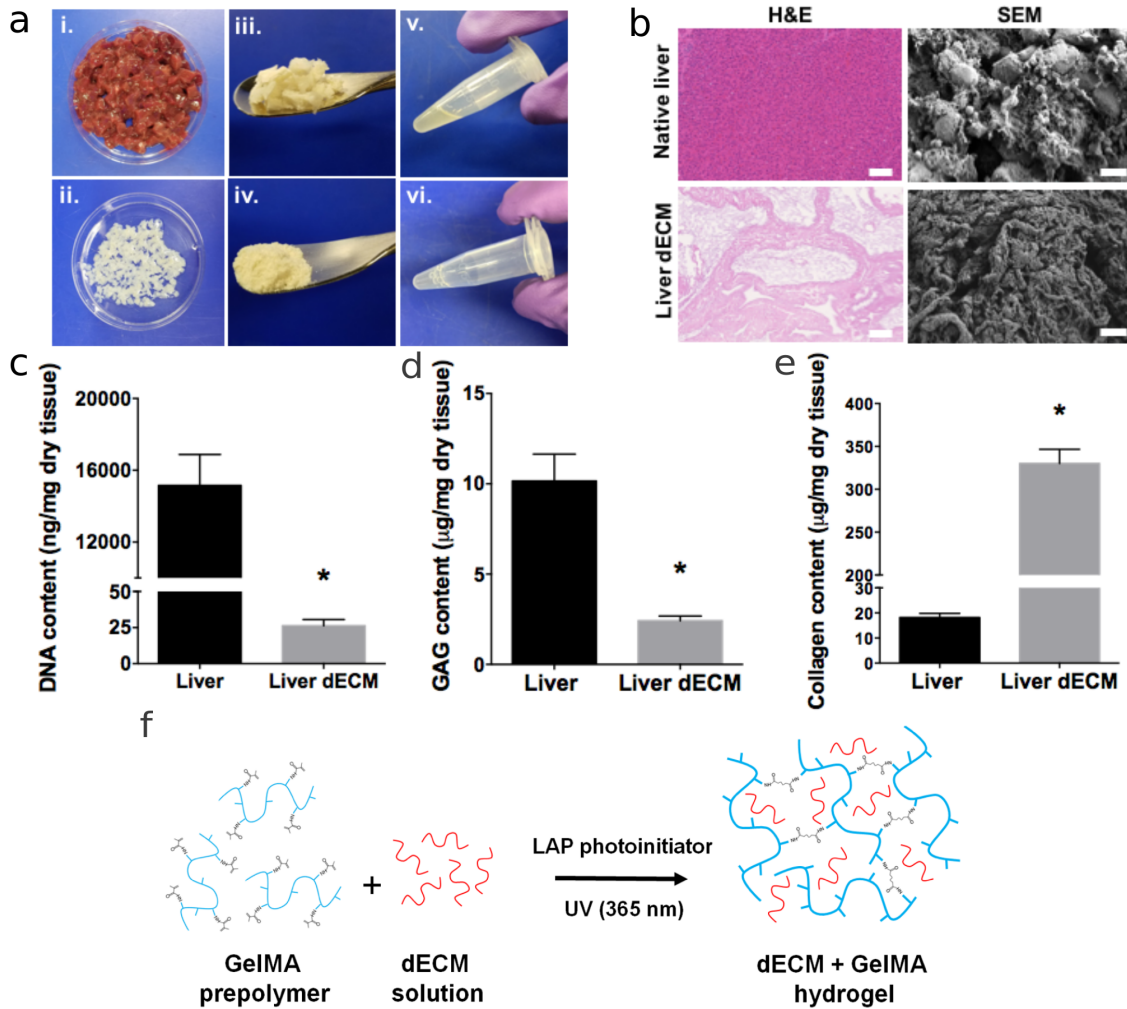 a
i.
iii.
v.
ii.
iv.
vi.
b
H&E
SEM
Native liver
Liver dECM
c
DNA content (ng/mg dry tissue)
20000
16000
12000
50
25
0
*
Liver
Liver dECM
d
GAG content (µg/mg dry tissue)
15
10
5
0
*
Liver
Liver dECM
e
Collagen content (µg/mg dry tissue)
400
350
300
250
200
30
20
10
0
*
Liver
Liver dECM
f
+
LAP photoinitiator
UV (365 nm)
GelMA
prepolymer
dECM
solution
dECM + GelMA
hydrogel